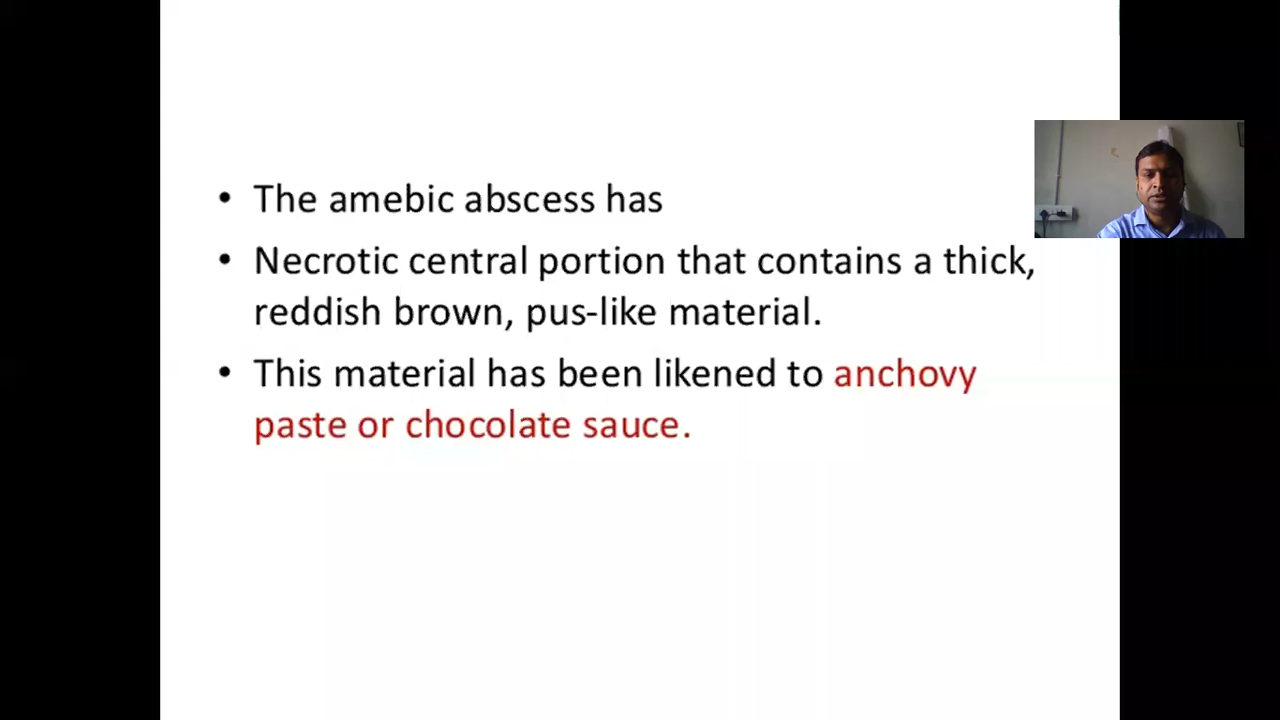 • The amebic abscess has
• Necrotic central portion that contains a thick,
reddish brown, pus-like material.
• This material has been likened to anchovy
paste or chocolate sauce.